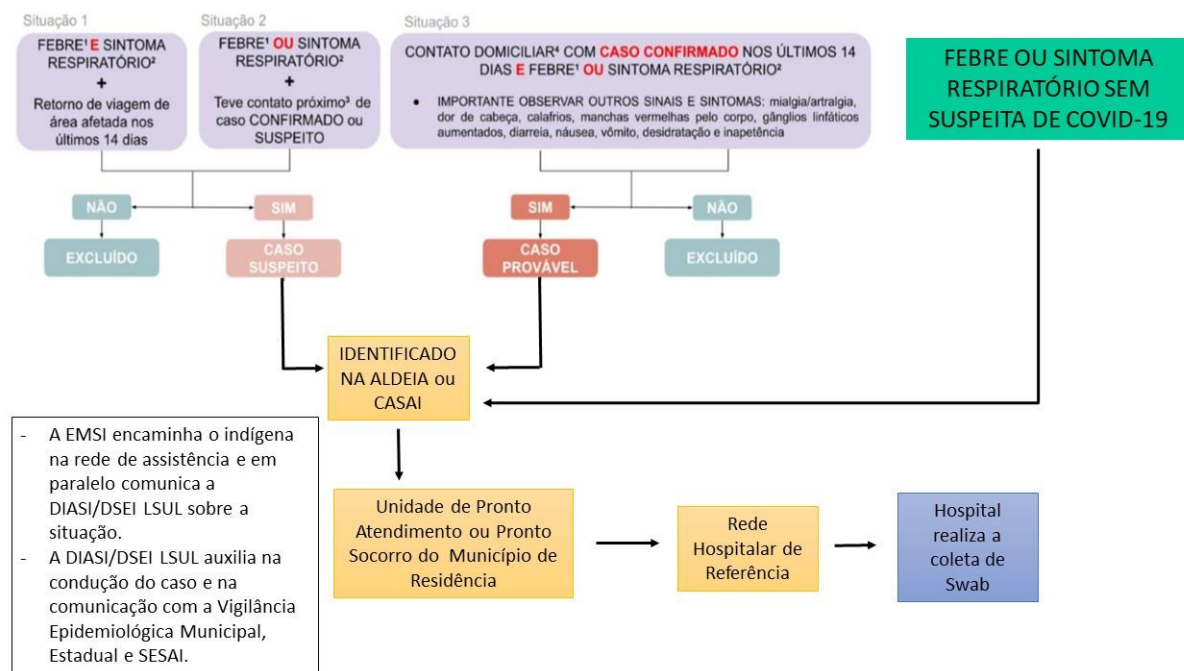 Situação 1
FEBRE¹ E SINTOMA
RESPIRATÓRIO²
+
Retorno de viagem de
área afetada nos
últimos 14 dias
Situação 2
FEBRE¹ OU SINTOMA
RESPIRATÓRIO²
+
Teve contato próximo³ de
caso CONFIRMADO ou
SUSPEITO
Situação 3
CONTATO DOMICILIAR⁴ COM CASO CONFIRMADO NOS ÚLTIMOS 14
DIAS E FEBRE¹ OU SINTOMA RESPIRATÓRIO²
• IMPORTANTE OBSERVAR OUTROS SINAIS E SINTOMAS: mialgia/artralgia,
dor de cabeça, calafrios, manchas vermelhas pelo corpo, gânglios linfáticos
aumentados, diarreia, náusea, vômito, desidratação e inapetência
FEBRE OU SINTOMA
RESPIRATÓRIO SEM
SUSPEITA DE COVID-19
NÃO
SIM
SIM
NÃO
EXCLUÍDO
CASO
SUSPEITO
CASO
PROVÁVEL
EXCLUÍDO
IDENTIFICADO
NA ALDEIA ou
CASAI
- A EMSI encaminha o indígena
na rede de assistência e em
paralelo comunica a
DIASI/DSEI LSUL sobre a
situação.
- A DIASI/DSEI LSUL auxilia na
condução do caso e na
comunicação com a Vigilância
Epidemiológica Municipal,
Estadual e SESAI.
Unidade de Pronto
Atendimento ou Pronto
Socorro do Município de
Residência
Rede
Hospitalar de
Referência
Hospital
realiza a
coleta de
Swab